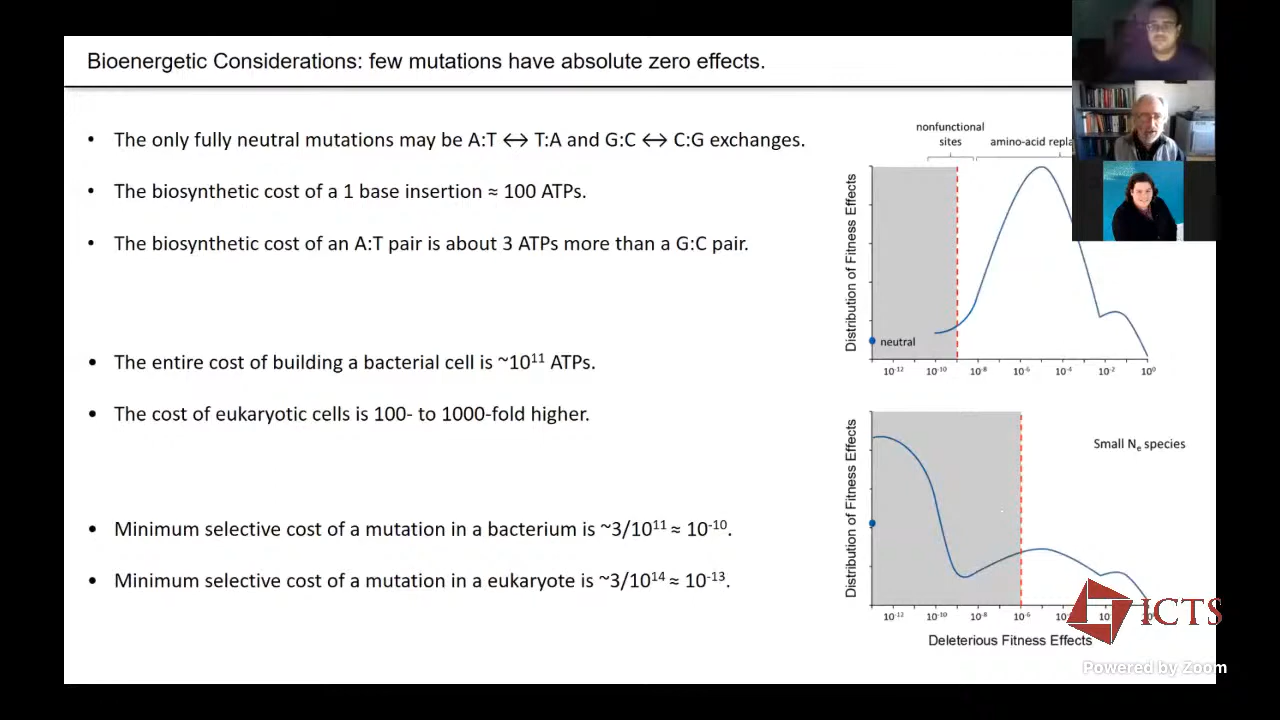 Bioenergetic Considerations: few mutations have absolute zero effects.
• The only fully neutral mutations may be A:T ↔ T:A and G:C ↔ C:G exchanges.
• The biosynthetic cost of a 1 base insertion ≈ 100 ATPs.
• The biosynthetic cost of an A:T pair is about 3 ATPs more than a G:C pair.
• The entire cost of building a bacterial cell is ~10¹¹ ATPs.
• The cost of eukaryotic cells is 100- to 1000-fold higher.
• Minimum selective cost of a mutation in a bacterium is ~3/10¹¹ ≈ 10⁻¹⁰.
• Minimum selective cost of a mutation in a eukaryote is ~3/10¹⁴ ≈ 10⁻¹³.
nonfunctional
sites
amino-acid repla
Distribution of Fitness Effects
neutral
10⁻¹² 10⁻¹⁰ 10⁻⁸ 10⁻⁶ 10⁻⁴ 10⁻² 10⁰
Small Nₑ species
Distribution of Fitness Effects
10⁻¹² 10⁻¹⁰ 10⁻⁸ 10⁻⁶
Deleterious Fitness Effects
ICTS
Powered by Zoom